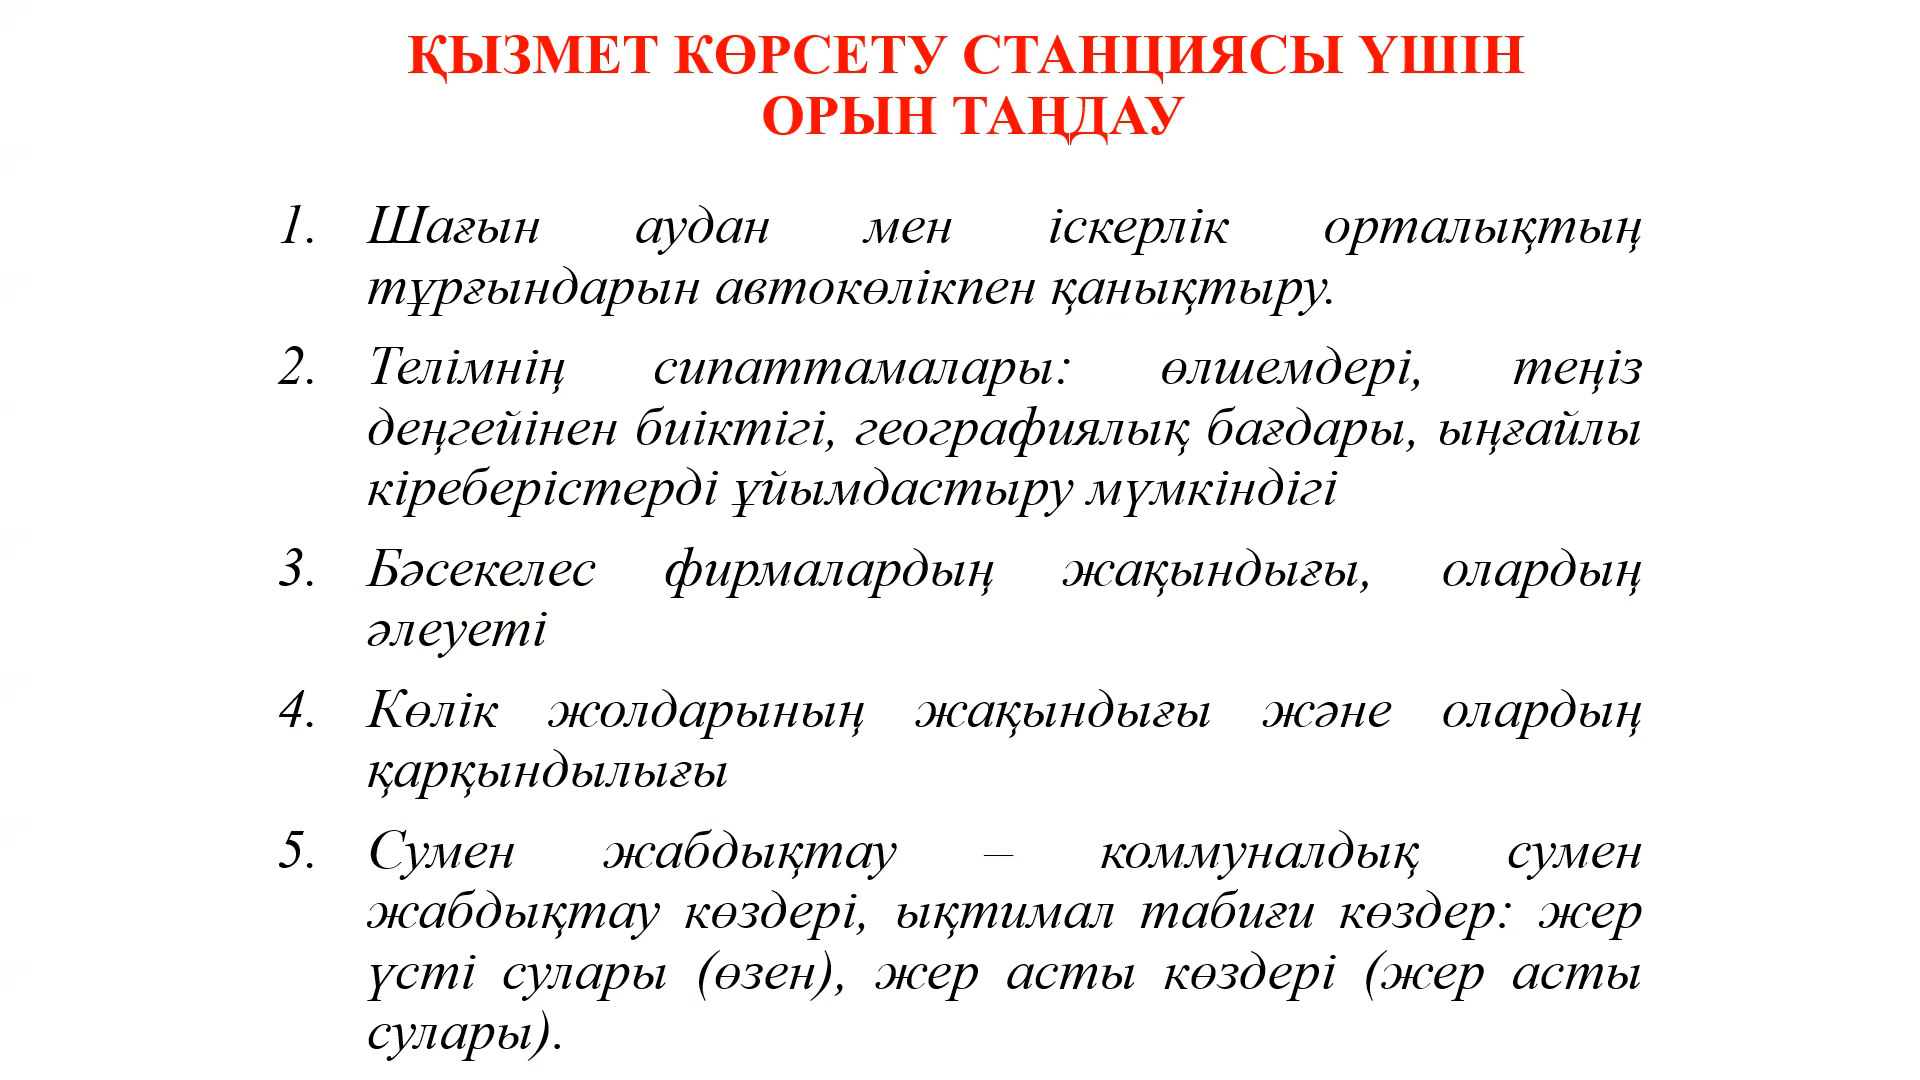 ҚЫЗМЕТ КӨРСЕТУ СТАНЦИЯСЫ ҮШІН
ОРЫН ТАҢДАУ
1. Шағын аудан мен іскерлік орталықтың
тұрғындарын автокөлікпен қанықтыру.
2. Телімнің сипаттамалары: өлшемдері, теңіз
деңгейінен биіктігі, географиялық бағдары, ыңғайлы
кіреберістерді ұйымдастыру мүмкіндігі
3. Бәсекелес фирмалардың жақындығы, олардың
әлеуеті
4. Көлік жолдарының жақындығы және олардың
қарқындылығы
5. Сумен жабдықтау – коммуналдық сумен
жабдықтау көздері, ықтимал табиғи көздер: жер
үсті сулары (өзен), жер асты көздері (жер асты
сулары).